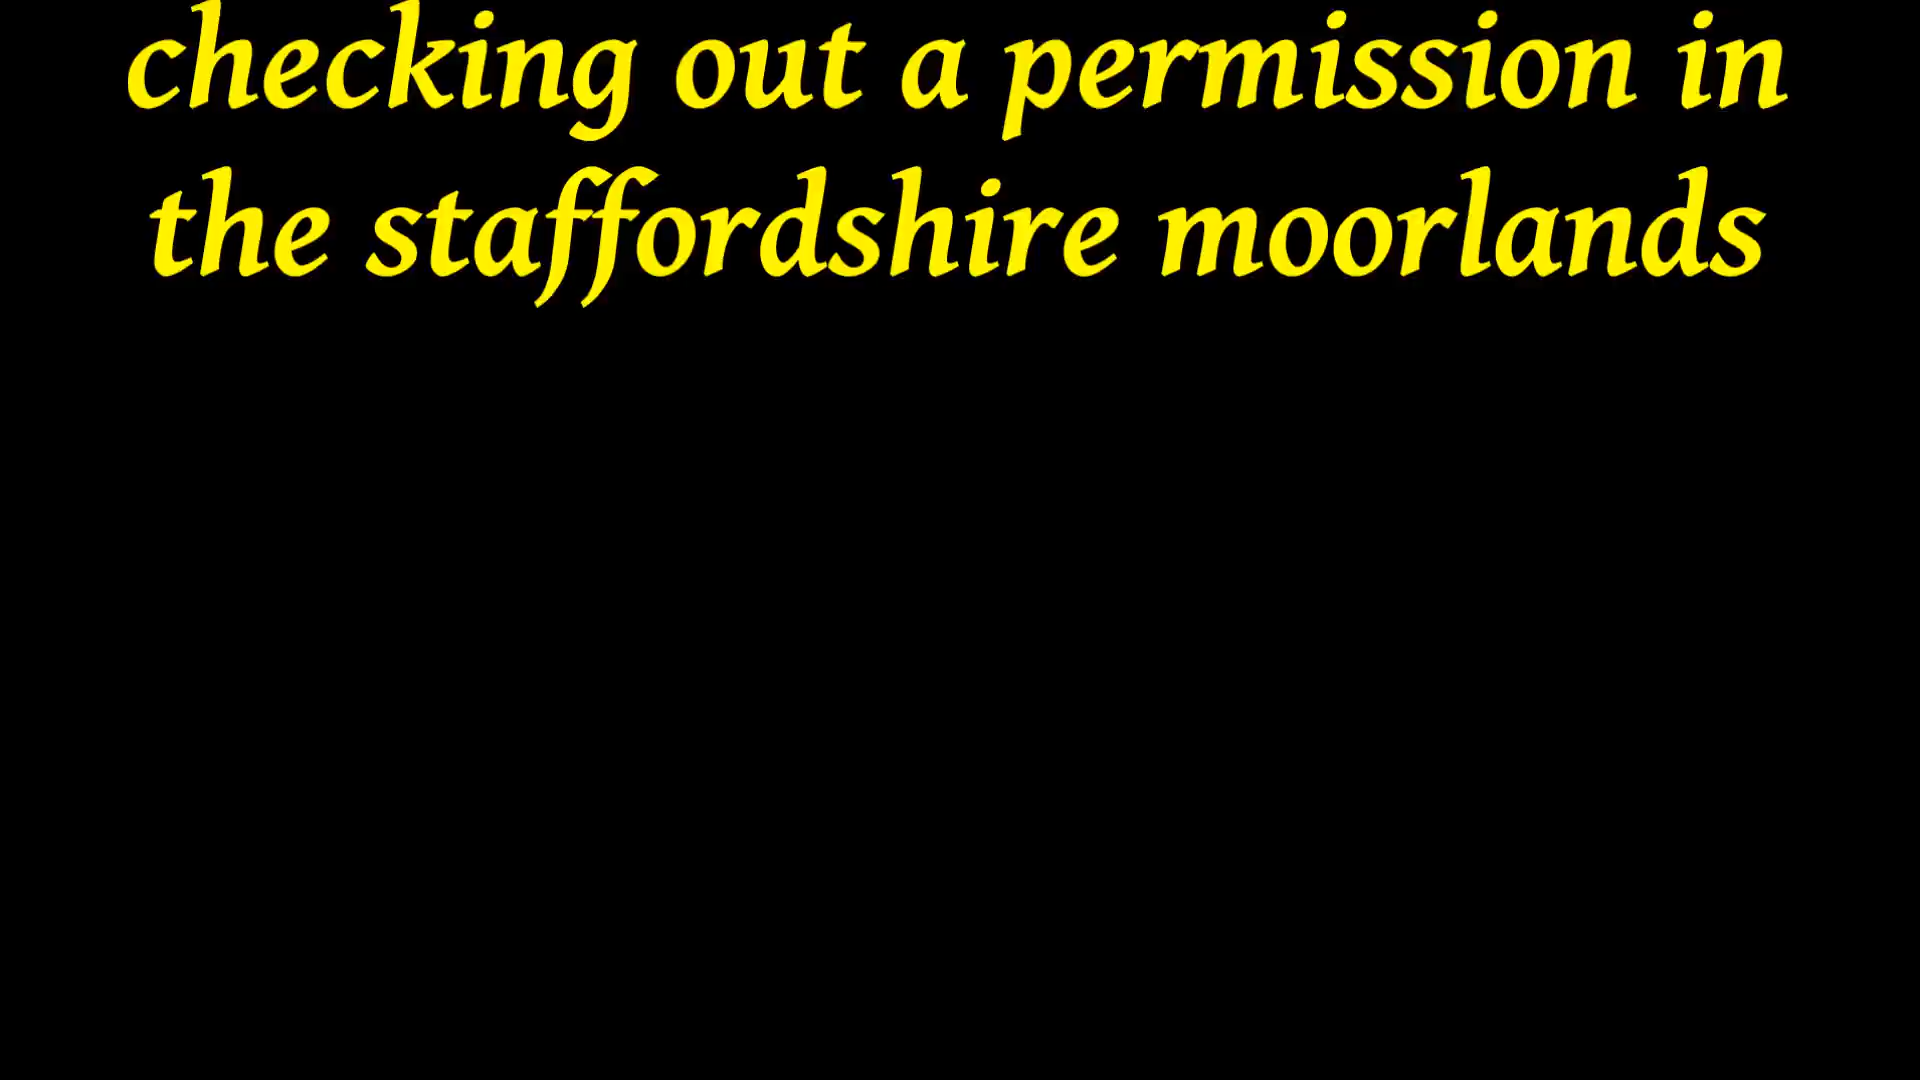 checking out a permission in
the staffordshire moorlands